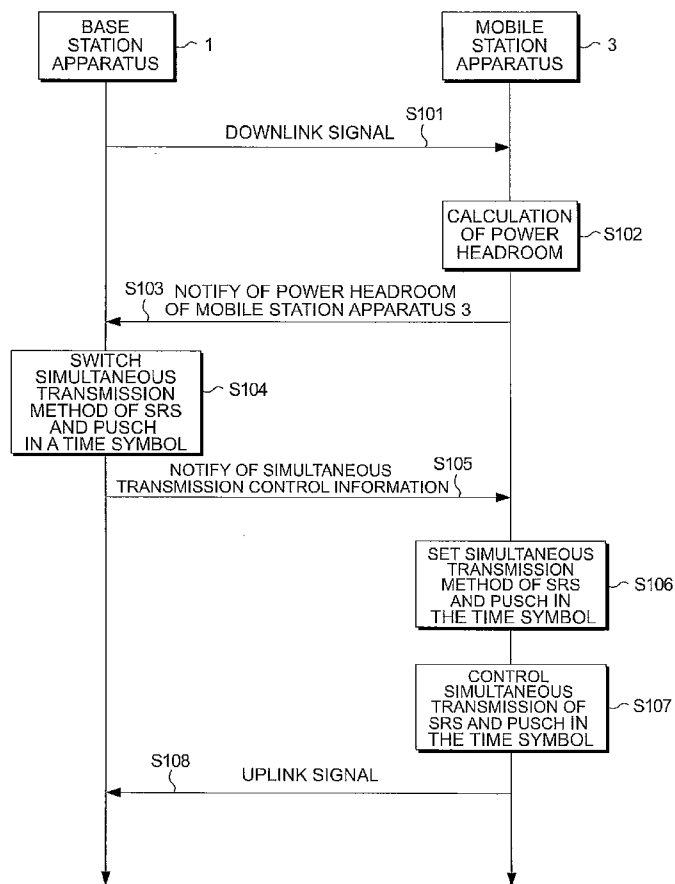 BASE
STATION
APPARATUS
1
MOBILE
STATION
APPARATUS
3
S101
DOWNLINK SIGNAL
CALCULATION
OF POWER
HEADROOM
S102
S103
NOTIFY OF POWER HEADROOM
OF MOBILE STATION APPARATUS 3
SWITCH
SIMULTANEOUS
TRANSMISSION
METHOD OF SRS
AND PUSCH
IN A TIME SYMBOL
S104
NOTIFY OF SIMULTANEOUS
TRANSMISSION CONTROL INFORMATION
S105
SET SIMULTANEOUS
TRANSMISSION
METHOD OF SRS
AND PUSCH IN
THE TIME SYMBOL
S106
CONTROL
SIMULTANEOUS
TRANSMISSION OF
SRS AND PUSCH IN
THE TIME SYMBOL
S107
S108
UPLINK SIGNAL